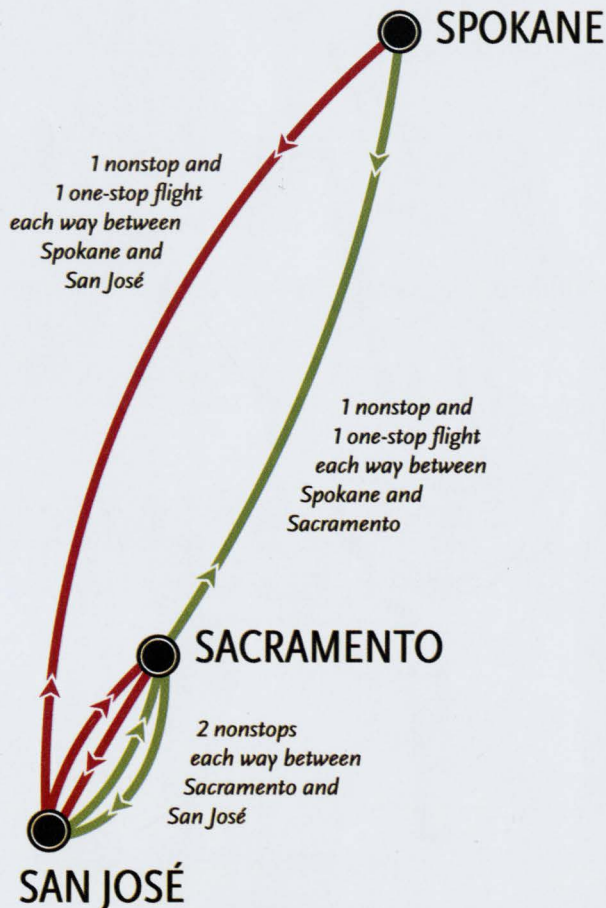 SPOKANE
1 nonstop and
1 one-stop flight
each way between
Spokane and
San José
1 nonstop and
1 one-stop flight
each way between
Spokane and
Sacramento
SACRAMENTO
2 nonstops
each way between
Sacramento and
San José
SAN JOSÉ